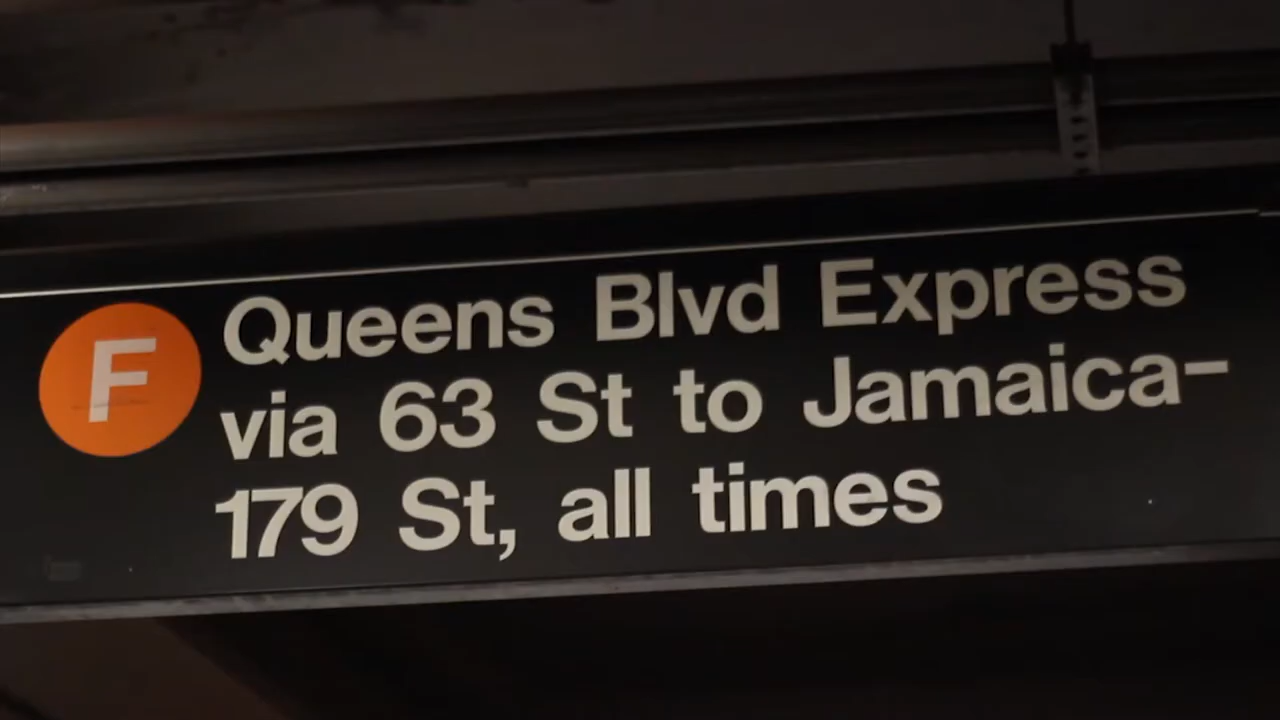 F
Queens Blvd Express
via 63 St to Jamaica–
179 St, all times